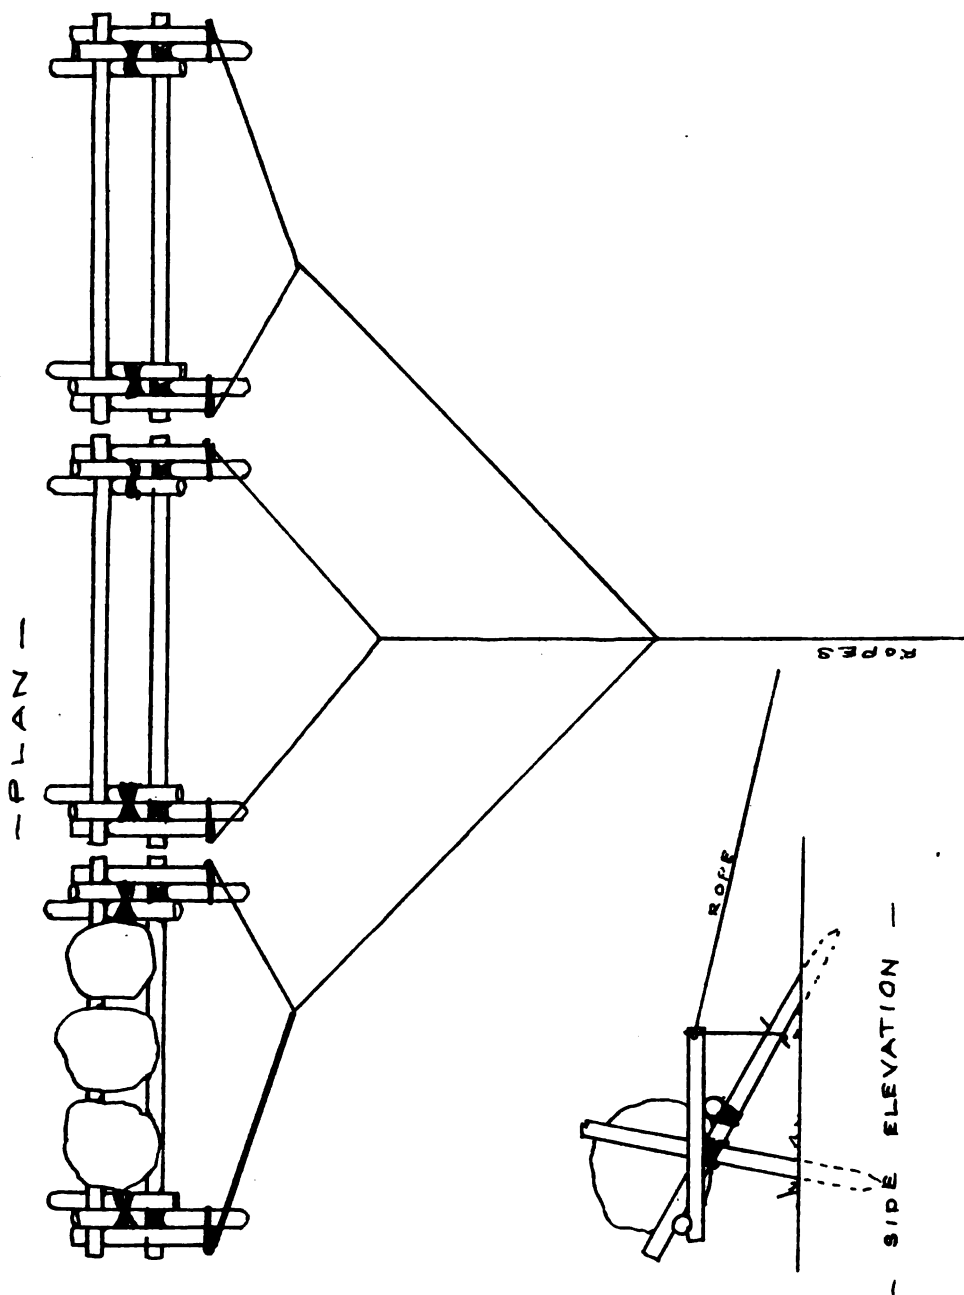 —PLAN—
ROPES
ROPE
— SIDE ELEVATION —